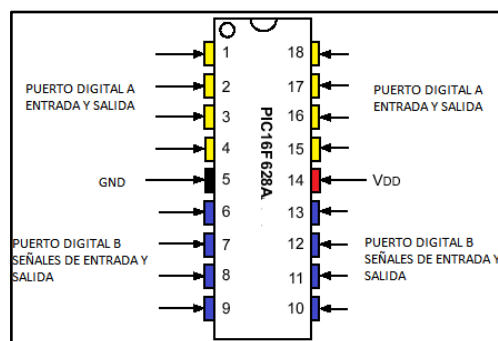 PUERTO DIGITAL A
ENTRADA Y SALIDA
GND
PUERTO DIGITAL B
SEÑALES DE ENTRADA Y
SALIDA
1
2
3
4
5
6
7
8
9
PIC16F628A
18
17
16
15
14
13
12
11
10
PUERTO DIGITAL A
ENTRADA Y SALIDA
VDD
PUERTO DIGITAL B
SEÑALES DE ENTRADA Y
SALIDA